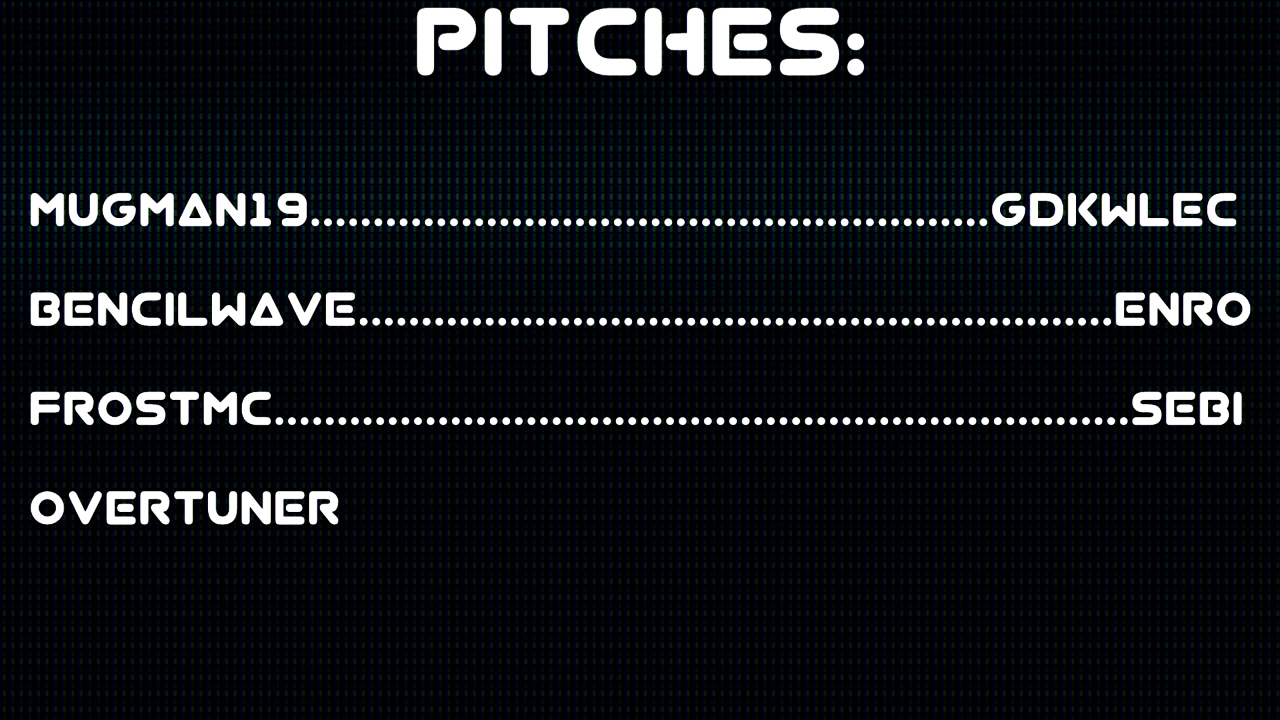 PITCHES:
MUGMAN19.....................................................GDKWLEC
BENCILWAVE...........................................................ENRO
FROSTMC...................................................................SEBI
OVERTUNER